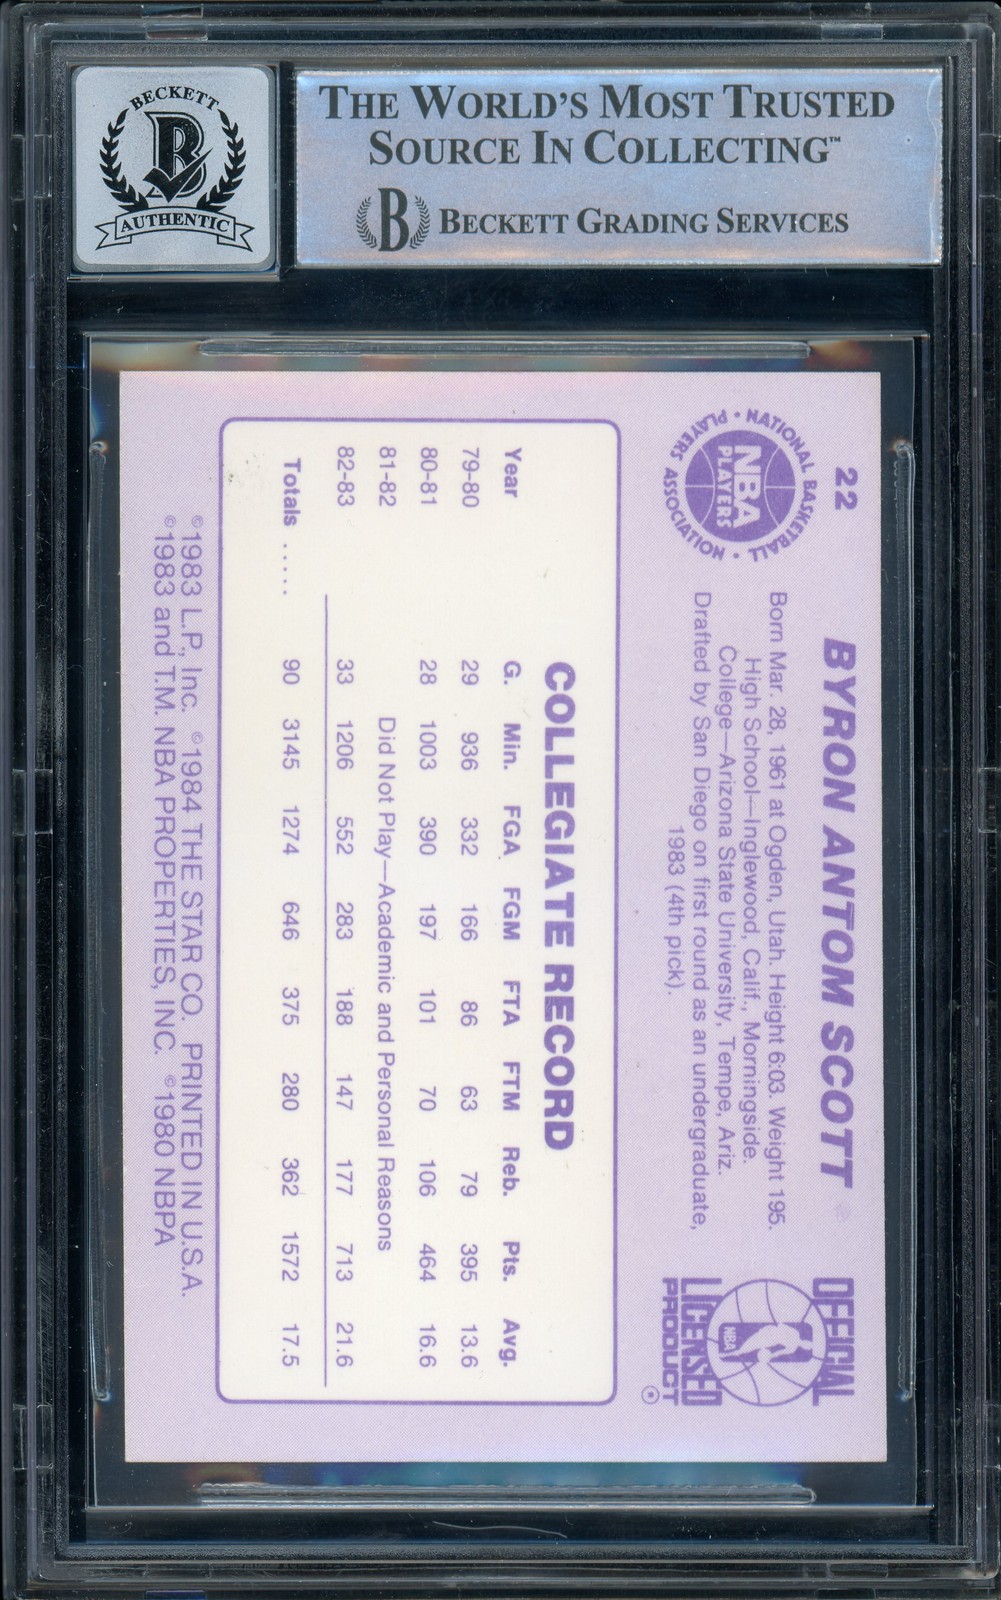 BECKETT
B
AUTHENTIC
THE WORLD'S MOST TRUSTED
SOURCE IN COLLECTING™
B BECKETT GRADING SERVICES
22 BYRON ANTOM SCOTT
NATIONAL BASKETBALL
PLAYERS ASSOCIATION
NBA
PLAYERS
Born Mar. 28, 1961 at Ogden, Utah. Height 6:03. Weight 195.
High School—Inglewood, Calif., Morningside.
College—Arizona State University, Tempe, Ariz.
Drafted by San Diego on first round as an undergraduate,
1983 (4th pick).
OFFICIAL
NBA
LICENSED
PRODUCT
COLLEGIATE RECORD
Year G. Min. FGA FGM FTA FTM Reb. Pts. Avg.
79-80 29 936 332 166 86 63 79 395 13.6
80-81 28 1003 390 197 101 70 106 464 16.6
81-82 Did Not Play—Academic and Personal Reasons
82-83 33 1206 552 283 188 147 177 713 21.6
Totals ..... 90 3145 1274 646 375 280 362 1572 17.5
©1983 L.P., Inc. ©1984 THE STAR CO. PRINTED IN U.S.A.
©1983 and T.M. NBA PROPERTIES, INC. ©1980 NBPA